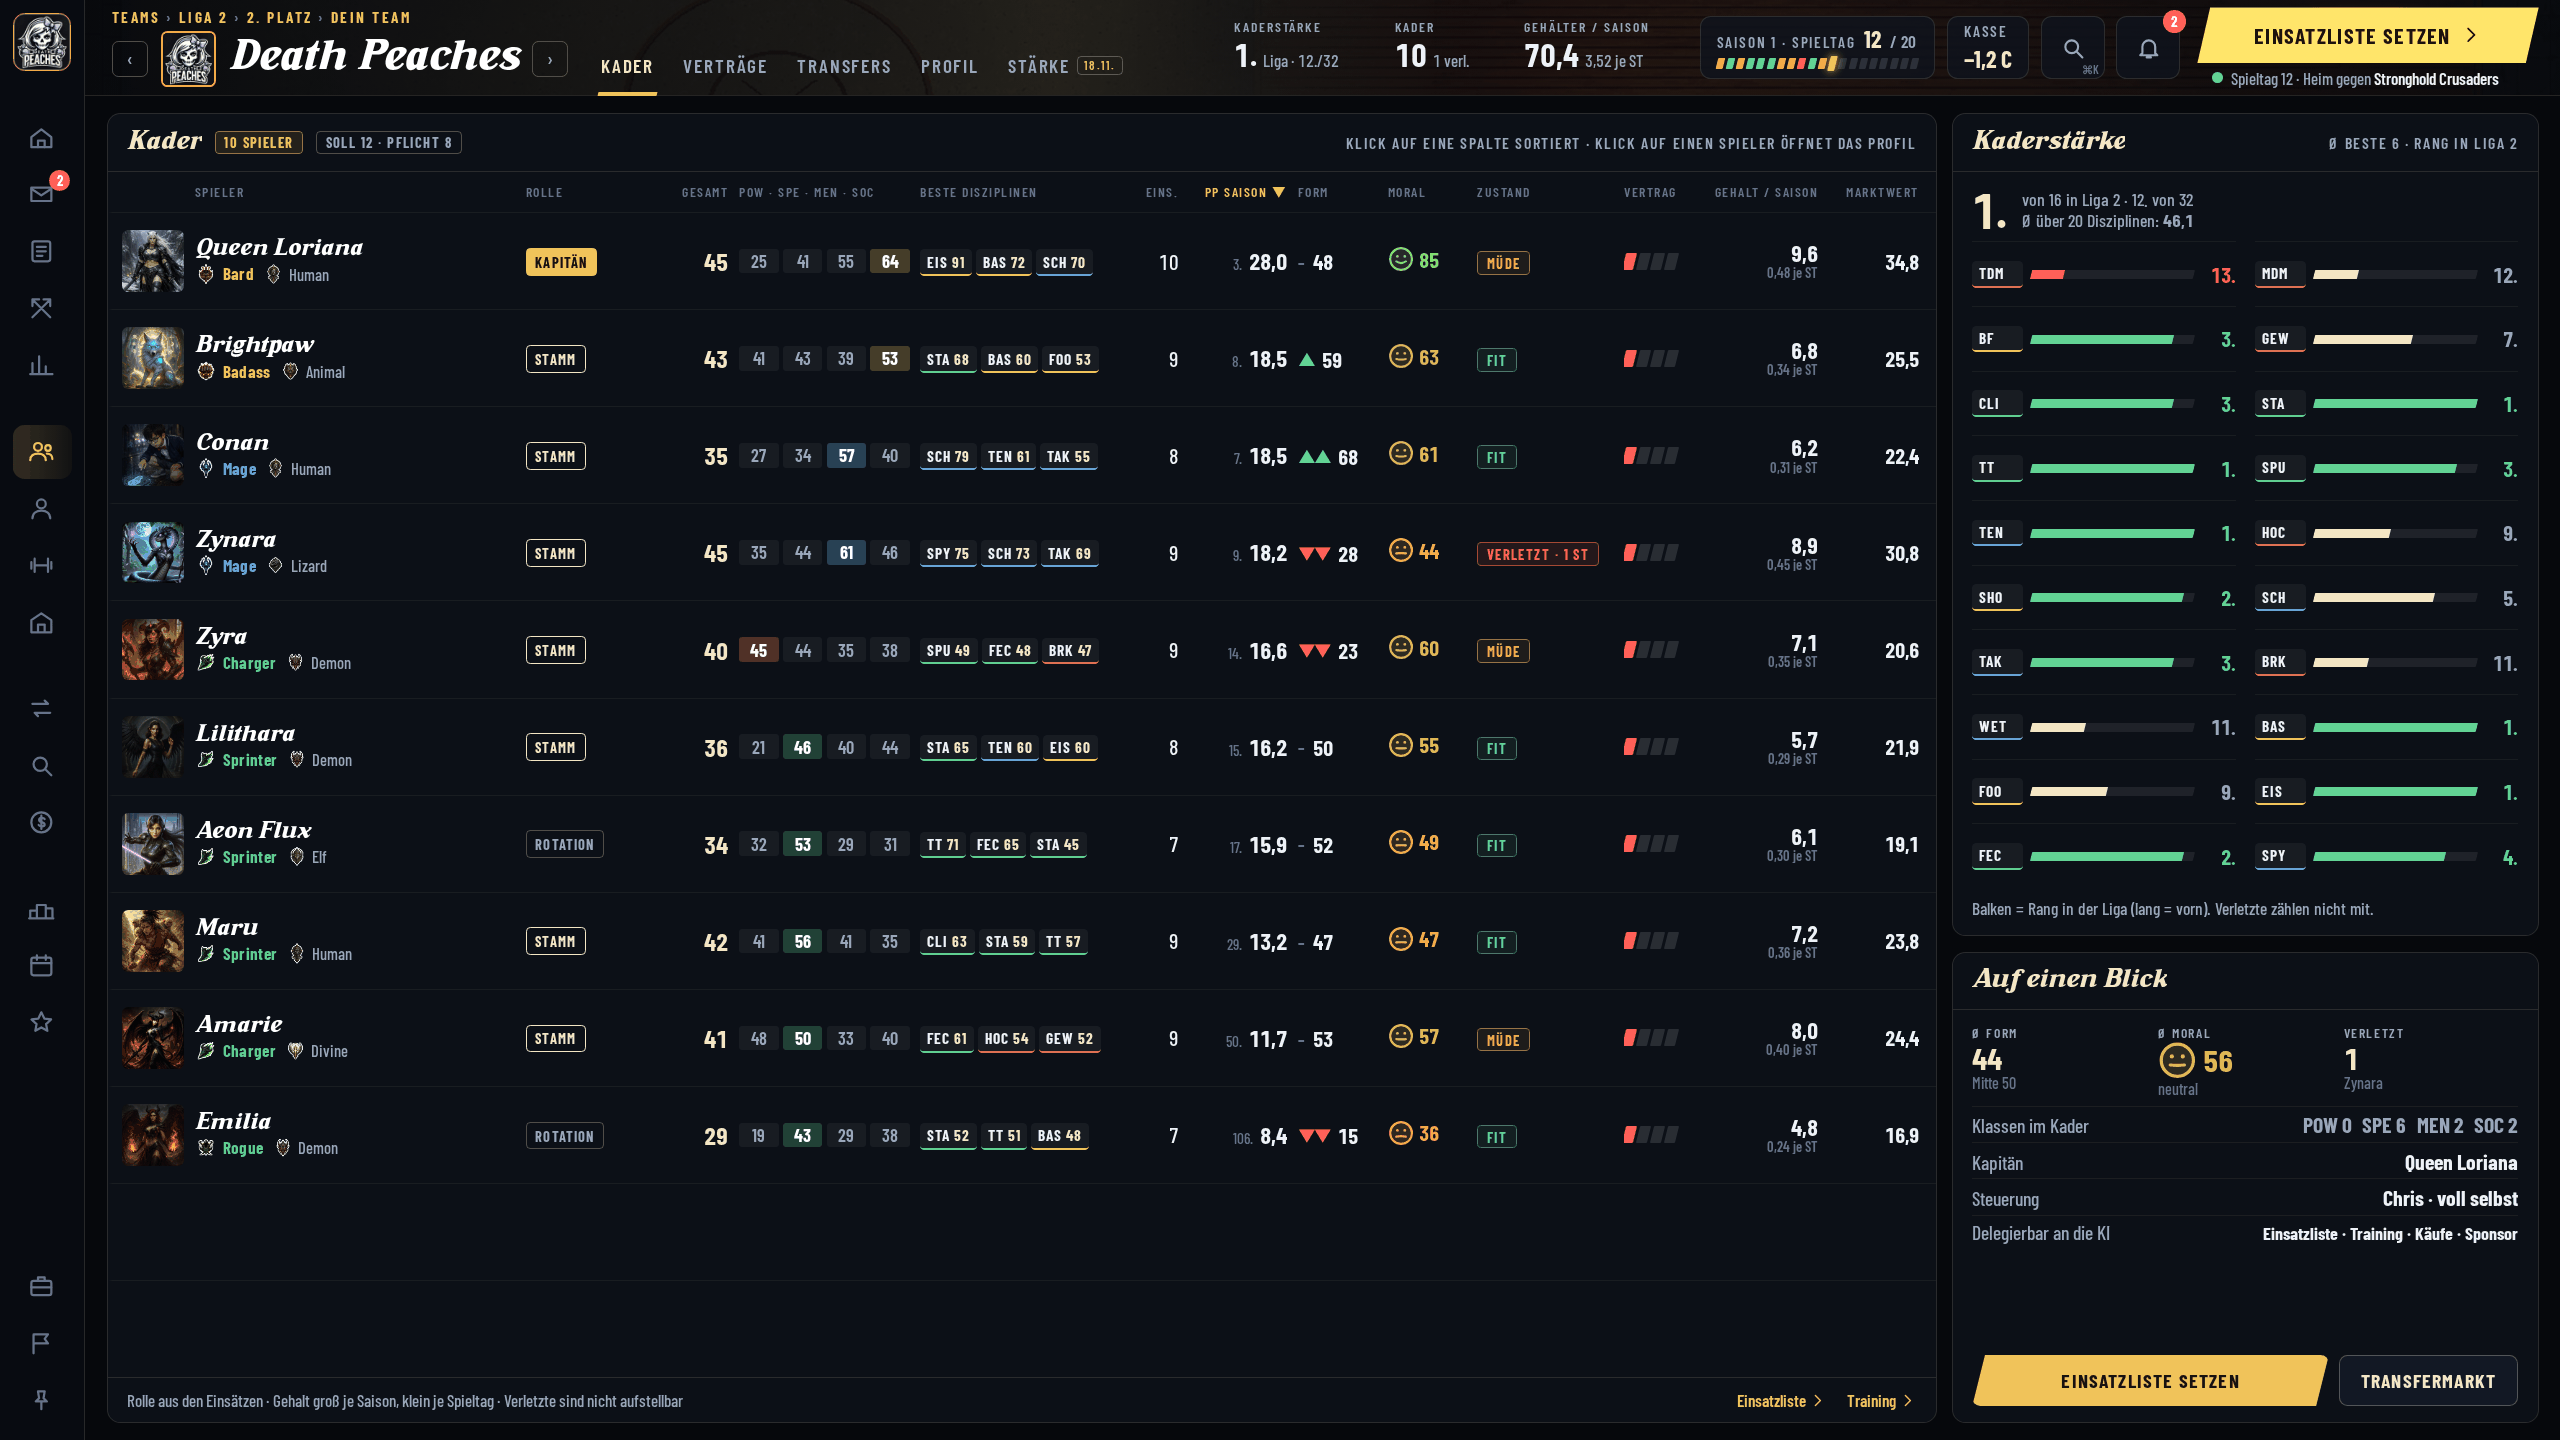 TEAMS › LIGA 2 › 2. PLATZ › DEIN TEAM
PEACHES
‹ PEACHES Death Peaches ›
KADER VERTRÄGE TRANSFERS PROFIL STÄRKE 18.11.
KADERSTÄRKE
1. Liga · 12./32
KADER
10 1 verl.
GEHÄLTER / SAISON
70,4 3,52 je ST
SAISON 1 · SPIELTAG 12 / 20
KASSE
−1,2 C
⌘K
2
EINSATZLISTE SETZEN
Spieltag 12 · Heim gegen Stronghold Crusaders
2
Kader 10 SPIELER SOLL 12 · PFLICHT 8
KLICK AUF EINE SPALTE SORTIERT · KLICK AUF EINEN SPIELER ÖFFNET DAS PROFIL
SPIELER ROLLE GESAMT POW · SPE · MEN · SOC BESTE DISZIPLINEN EINS. PP SAISON ▼ FORM MORAL ZUSTAND VERTRAG GEHALT / SAISON MARKTWERT
Queen Loriana
Bard Human
KAPITÄN 45 25 41 55 64 EIS 91 BAS 72 SCH 70 10 3. 28,0 – 48 85 MÜDE 9,6 34,8
0,48 je ST
Brightpaw
Badass Animal
STAMM 43 41 43 39 53 STA 68 BAS 60 FOO 53 9 8. 18,5 ▲ 59 63 FIT 6,8 25,5
0,34 je ST
Conan
Mage Human
STAMM 35 27 34 57 40 SCH 79 TEN 61 TAK 55 8 7. 18,5 ▲▲ 68 61 FIT 6,2 22,4
0,31 je ST
Zynara
Mage Lizard
STAMM 45 35 44 61 46 SPY 75 SCH 73 TAK 69 9 9. 18,2 ▼▼ 28 44 VERLETZT · 1 ST 8,9 30,8
0,45 je ST
Zyra
Charger Demon
STAMM 40 45 44 35 38 SPU 49 FEC 48 BRK 47 9 14. 16,6 ▼▼ 23 60 MÜDE 7,1 20,6
0,35 je ST
Lilithara
Sprinter Demon
STAMM 36 21 46 40 44 STA 65 TEN 60 EIS 60 8 15. 16,2 – 50 55 FIT 5,7 21,9
0,29 je ST
Aeon Flux
Sprinter Elf
ROTATION 34 32 53 29 31 TT 71 FEC 65 STA 45 7 17. 15,9 – 52 49 FIT 6,1 19,1
0,30 je ST
Maru
Sprinter Human
STAMM 42 41 56 41 35 CLI 63 STA 59 TT 57 9 29. 13,2 – 47 47 FIT 7,2 23,8
0,36 je ST
Amarie
Charger Divine
STAMM 41 48 50 33 40 FEC 61 HOC 54 GEW 52 9 50. 11,7 – 53 57 MÜDE 8,0 24,4
0,40 je ST
Emilia
Rogue Demon
ROTATION 29 19 43 29 38 STA 52 TT 51 BAS 48 7 106. 8,4 ▼▼ 15 36 FIT 4,8 16,9
0,24 je ST
Rolle aus den Einsätzen · Gehalt groß je Saison, klein je Spieltag · Verletzte sind nicht aufstellbar
Einsatzliste Training
Kaderstärke
Ø BESTE 6 · RANG IN LIGA 2
1. von 16 in Liga 2 · 12. von 32
Ø über 20 Disziplinen: 46,1
TDM 13. MDM 12.
BF 3. GEW 7.
CLI 3. STA 1.
TT 1. SPU 3.
TEN 1. HOC 9.
SHO 2. SCH 5.
TAK 3. BRK 11.
WET 11. BAS 1.
FOO 9. EIS 1.
FEC 2. SPY 4.
Balken = Rang in der Liga (lang = vorn). Verletzte zählen nicht mit.
Auf einen Blick
Ø FORM
44
Mitte 50
Ø MORAL
56
neutral
VERLETZT
1
Zynara
Klassen im Kader POW 0 SPE 6 MEN 2 SOC 2
Kapitän Queen Loriana
Steuerung Chris · voll selbst
Delegierbar an die KI Einsatzliste · Training · Käufe · Sponsor
EINSATZLISTE SETZEN TRANSFERMARKT